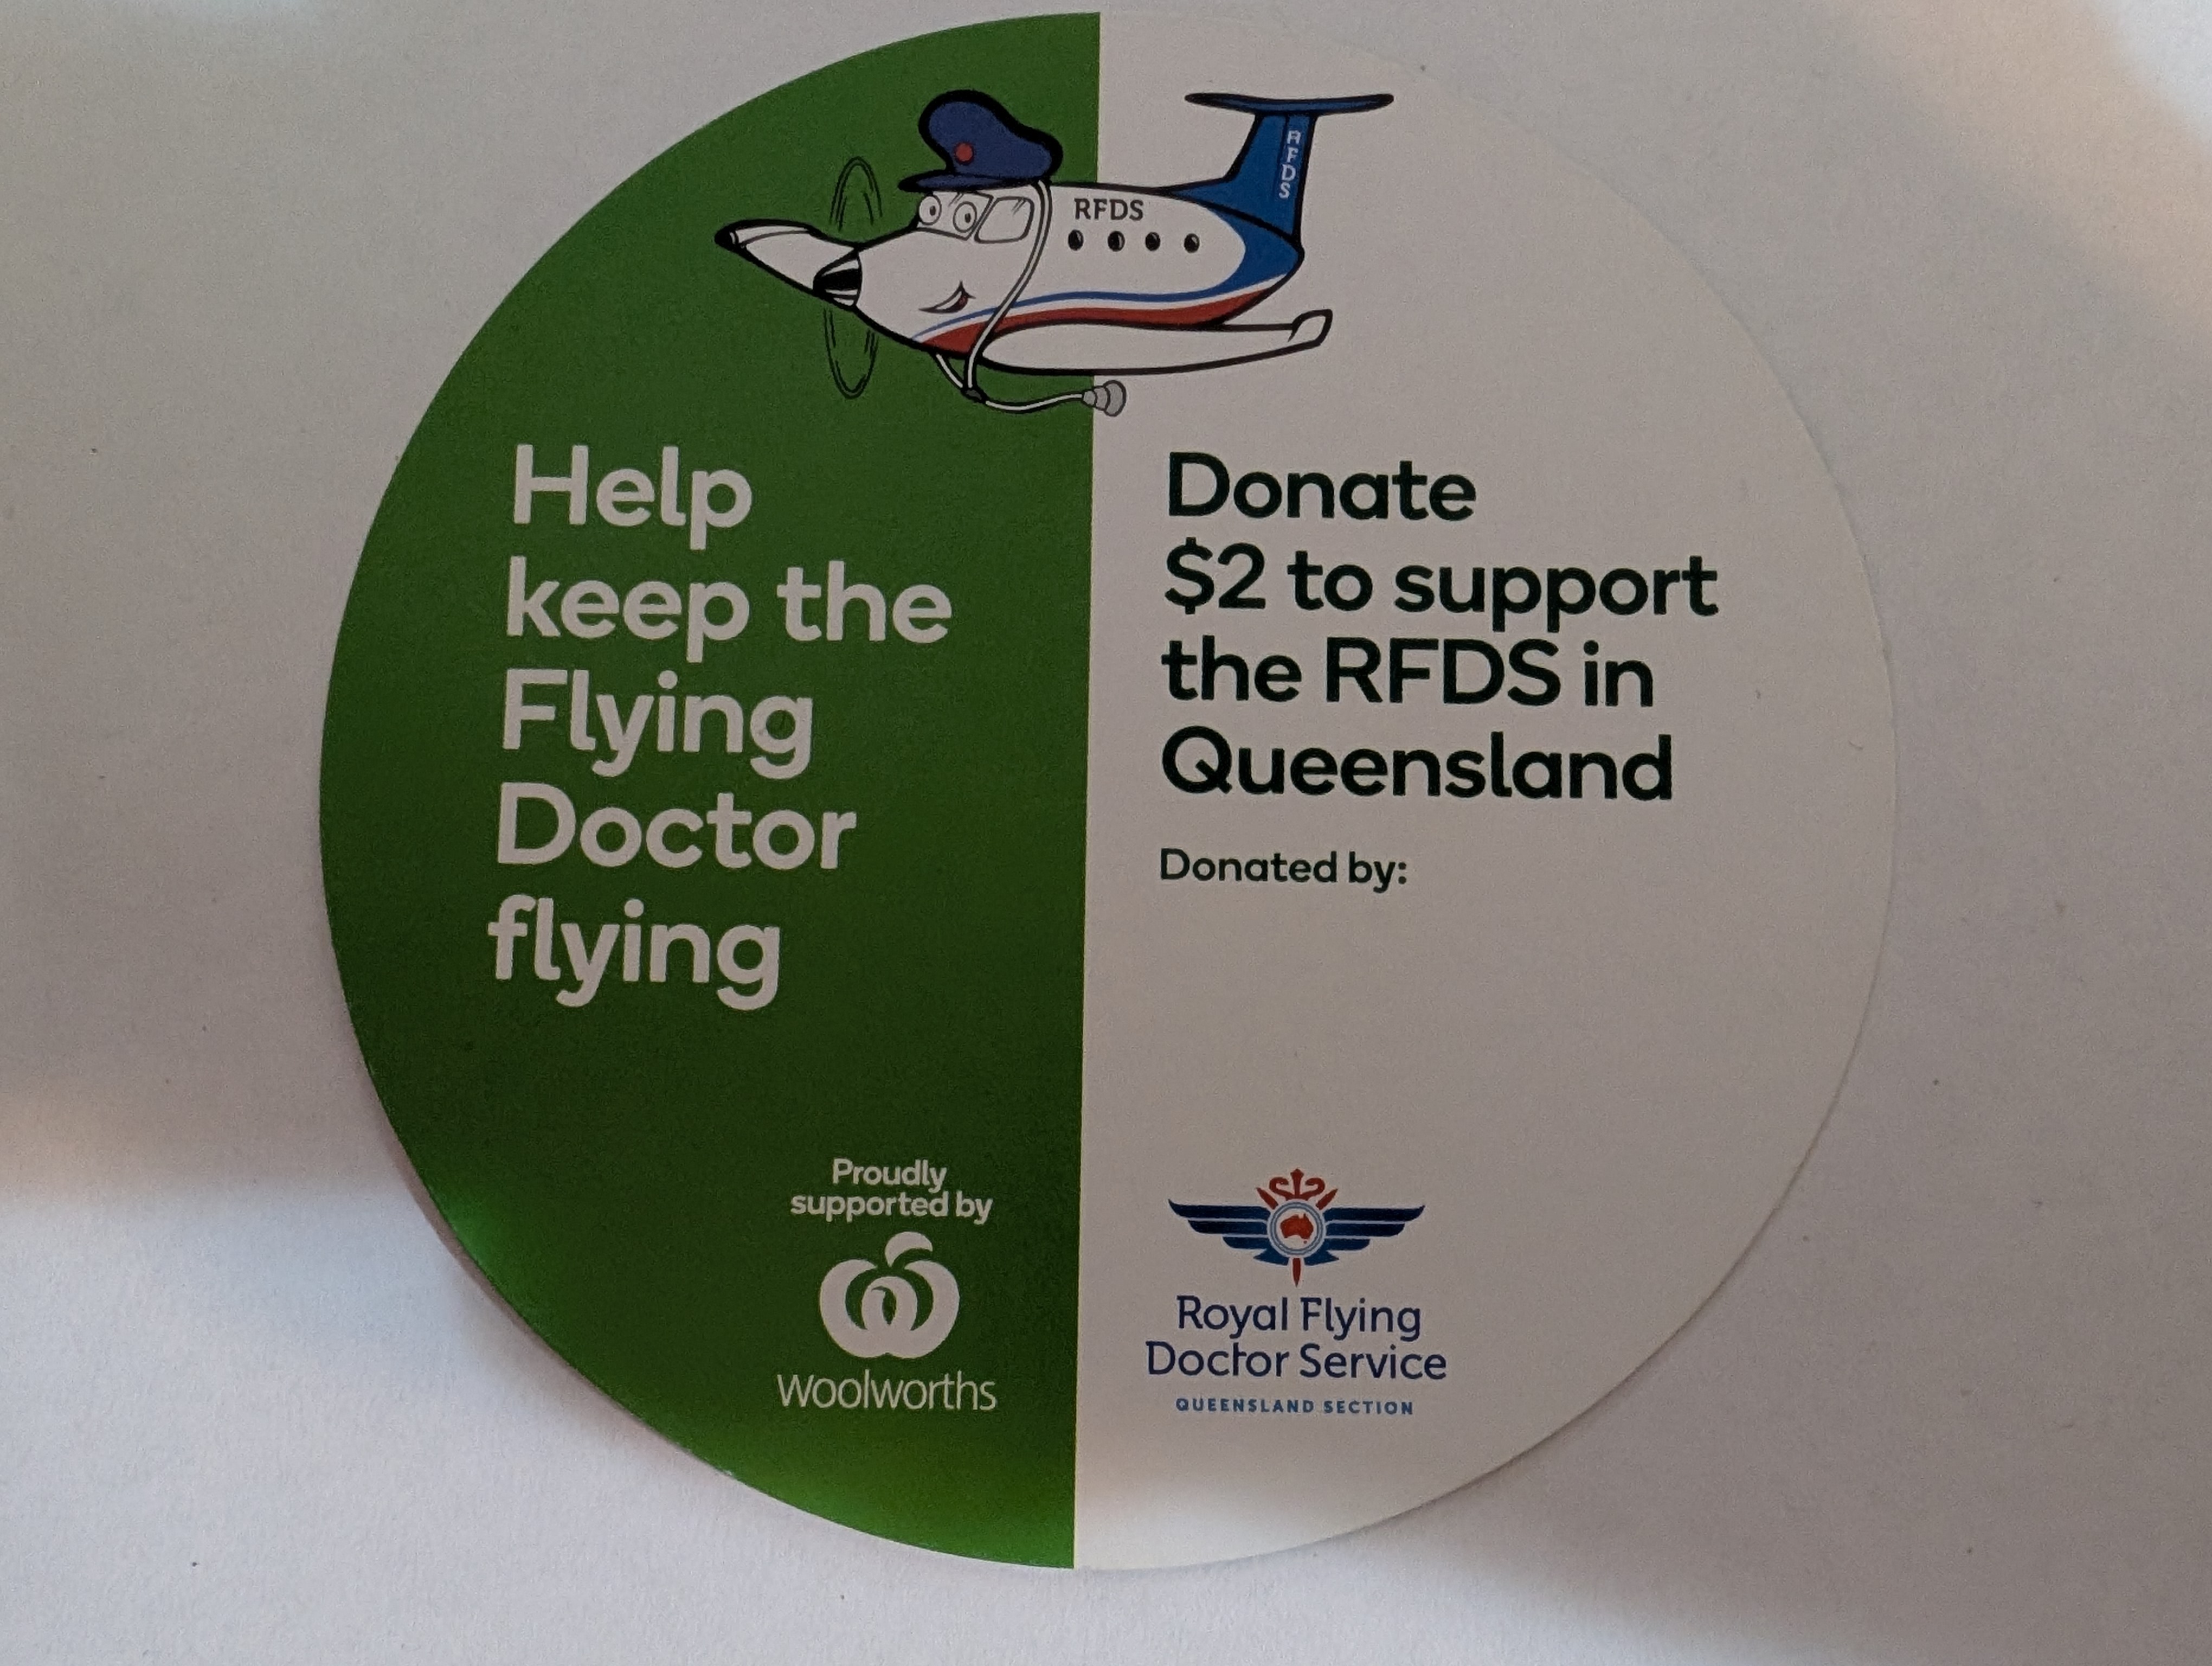 RFDS
RFDS
Help
keep the
Flying
Doctor
flying
Proudly
supported by
woolworths
Donate
$2 to support
the RFDS in
Queensland
Donated by:
Royal Flying
Doctor Service
QUEENSLAND SECTION